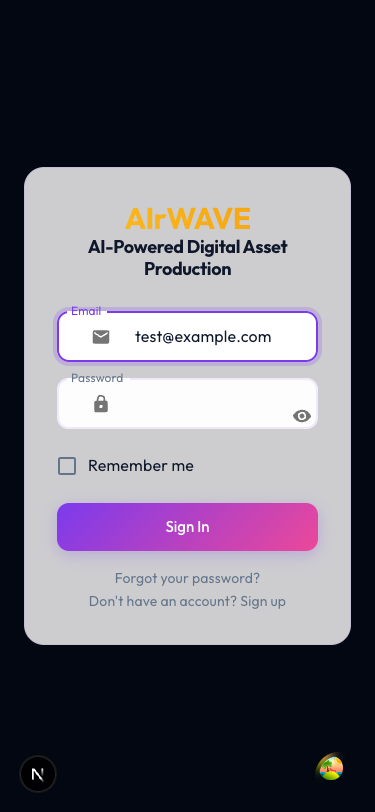 AIrWAVE
AI-Powered Digital Asset
Production
Email
test@example.com
Password
Remember me
Sign In
Forgot your password?
Don't have an account? Sign up
N